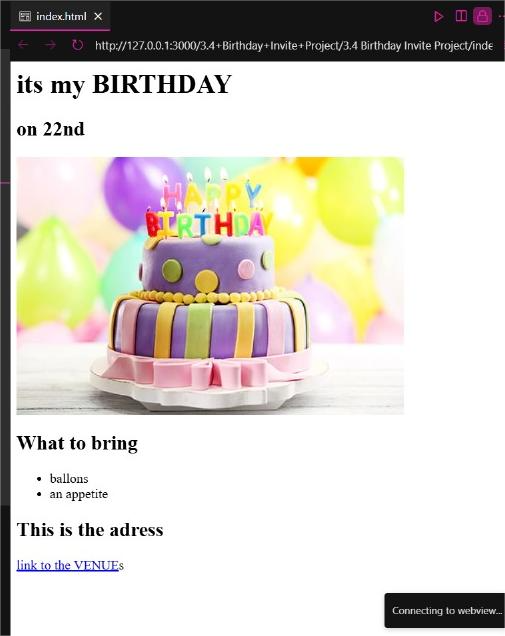 index.html
http://127.0.0.1:3000/3.4+Birthday+Invite+Project/3.4 Birthday Invite Project/inde
its my BIRTHDAY
on 22nd
HAPPY
BIRTHDAY
What to bring
ballons
an appetite
This is the adress
link to the VENUEs
Connecting to webview...